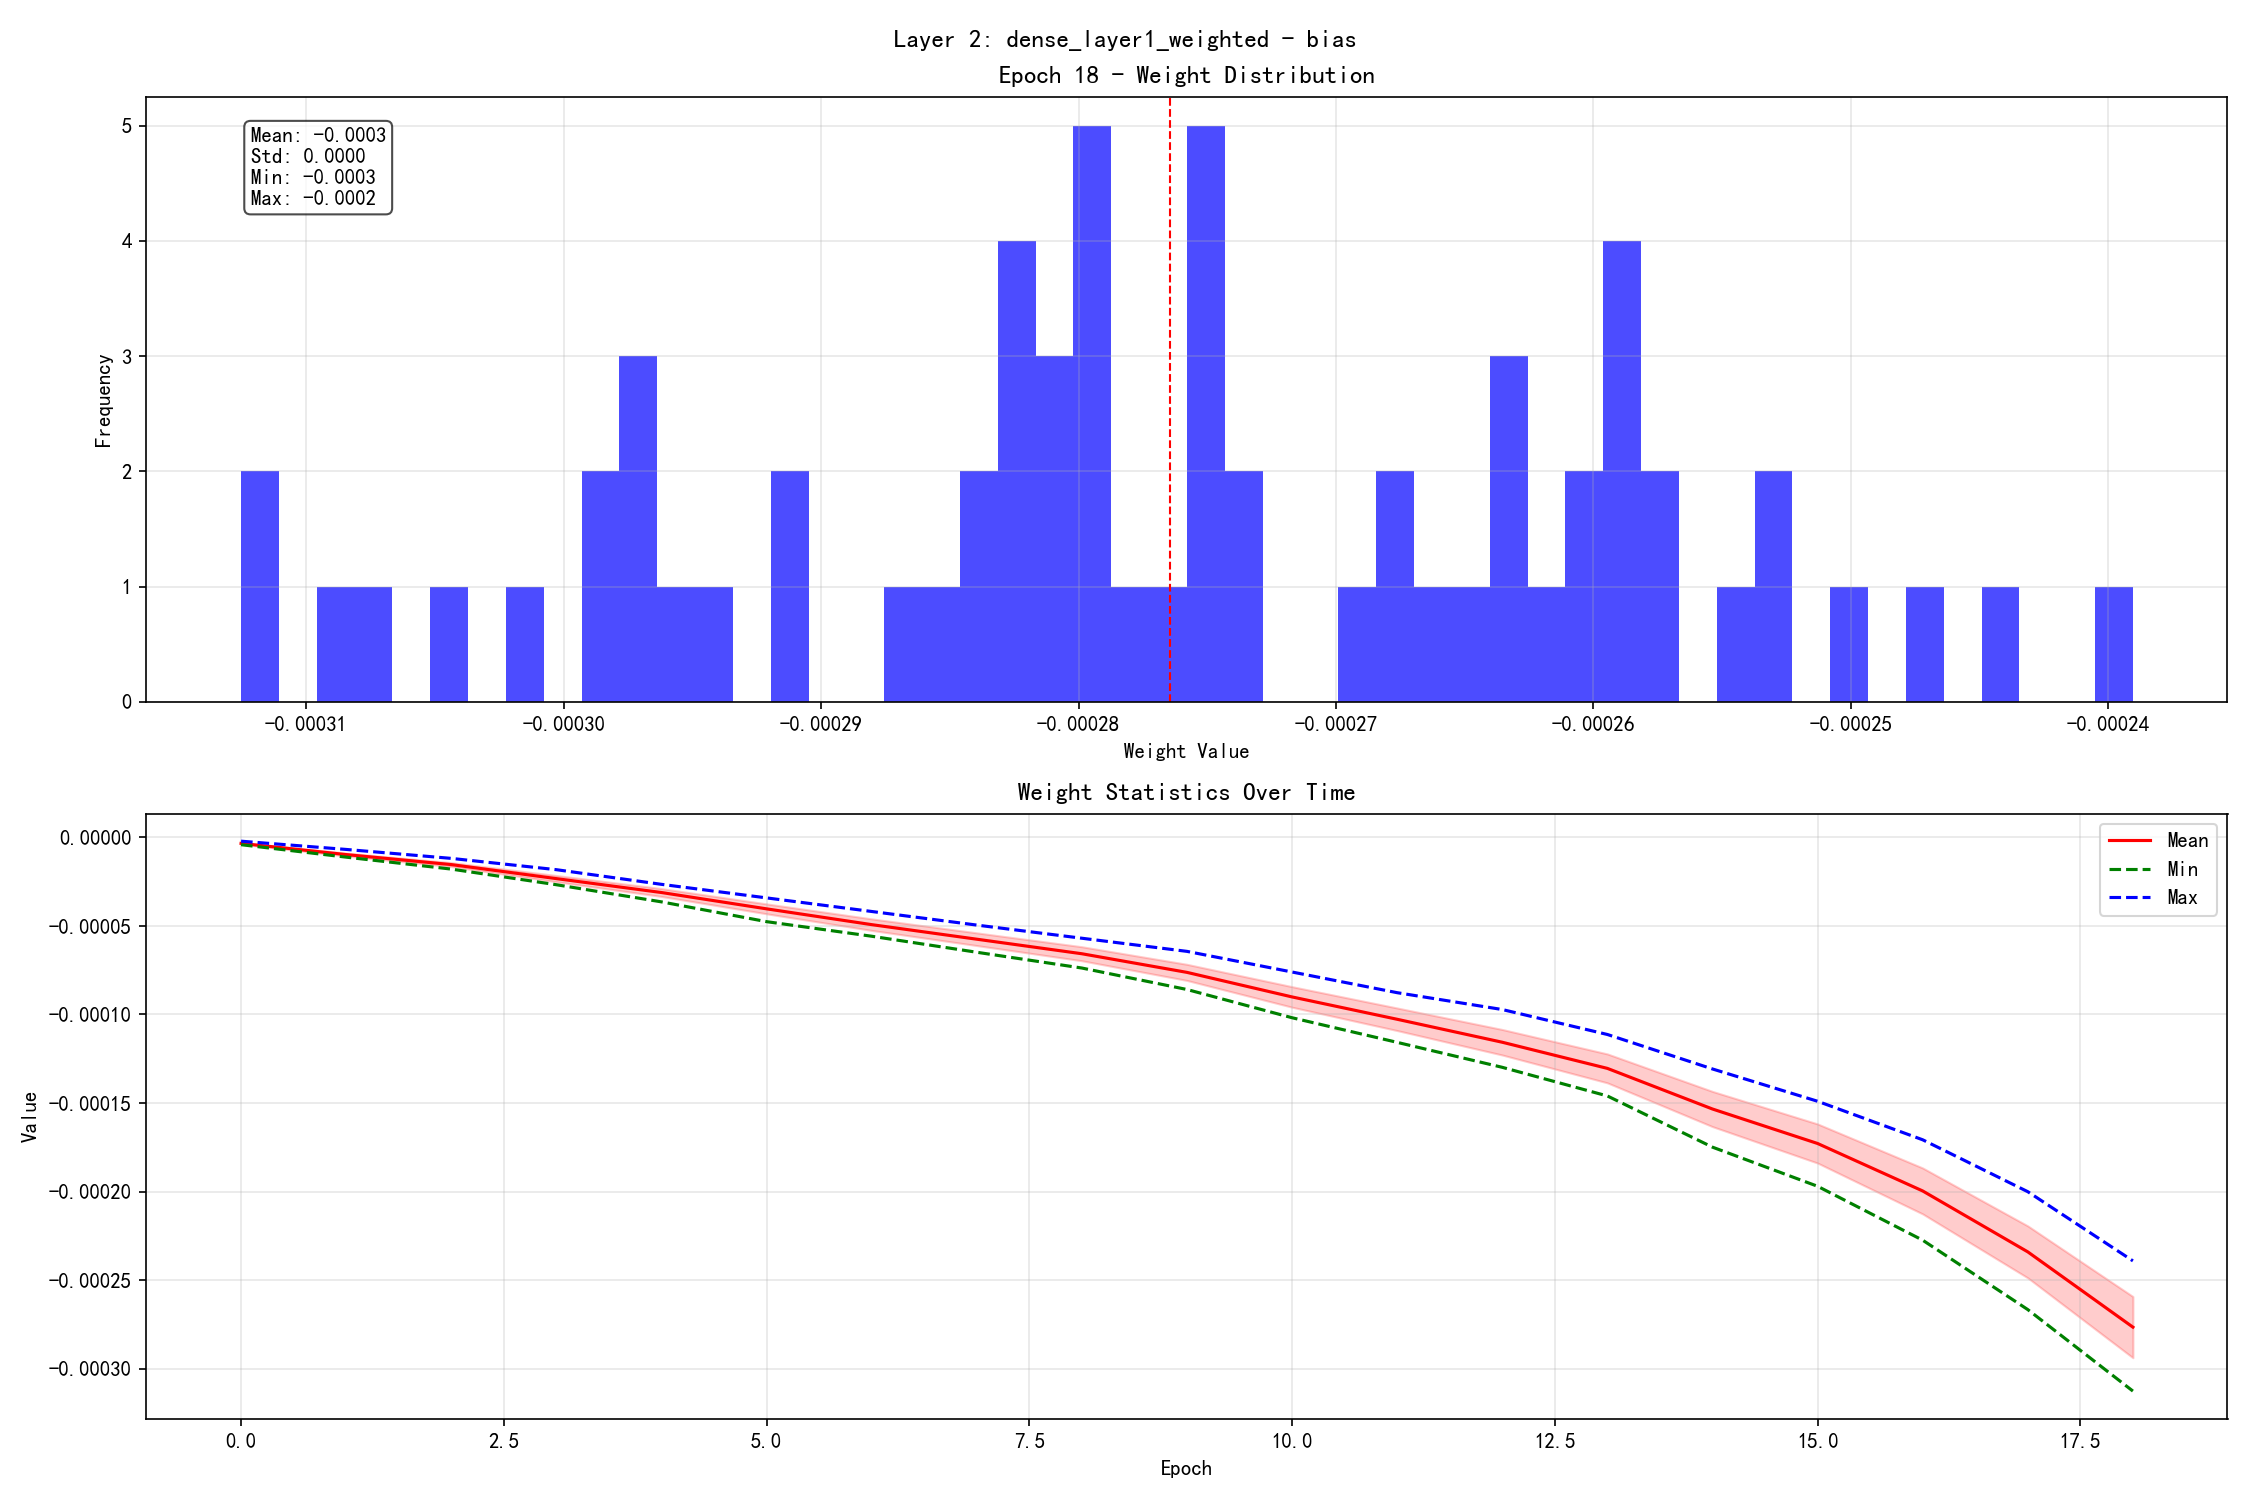 Layer 2: dense_layer1_weighted - bias
Epoch 18 - Weight Distribution
Mean: -0.0003
Std: 0.0000
Min: -0.0003
Max: -0.0002
Frequency
5
4
3
2
1
0
-0.00031 -0.00030 -0.00029 -0.00028 -0.00027 -0.00026 -0.00025 -0.00024
Weight Value
Weight Statistics Over Time
Mean
Min
Max
Value
0.00000
-0.00005
-0.00010
-0.00015
-0.00020
-0.00025
-0.00030
0.0 2.5 5.0 7.5 10.0 12.5 15.0 17.5
Epoch